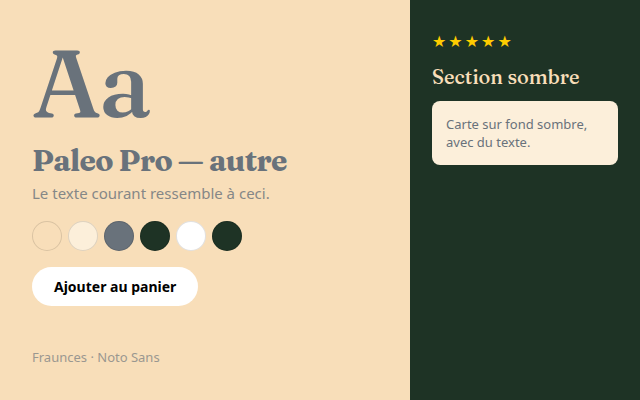 Aa
Paleo Pro — autre
Le texte courant ressemble à ceci.
Ajouter au panier
Fraunces · Noto Sans
★★★★★
Section sombre
Carte sur fond sombre,
avec du texte.